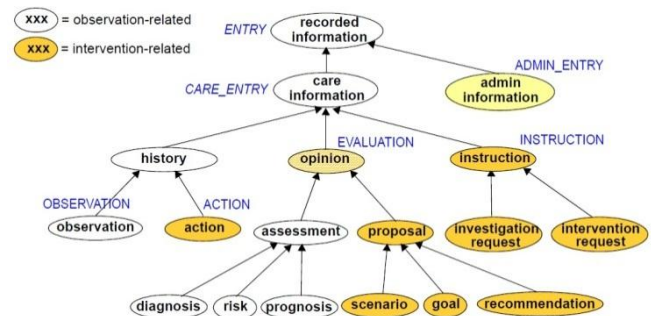 xxx = observation-related
xxx = intervention-related
ENTRY
recorded
information
ADMIN_ENTRY
CARE_ENTRY
care
information
admin
information
EVALUATION
INSTRUCTION
history
opinion
instruction
OBSERVATION
ACTION
observation
action
assessment
proposal
investigation
request
intervention
request
diagnosis
risk
prognosis
scenario
goal
recommendation